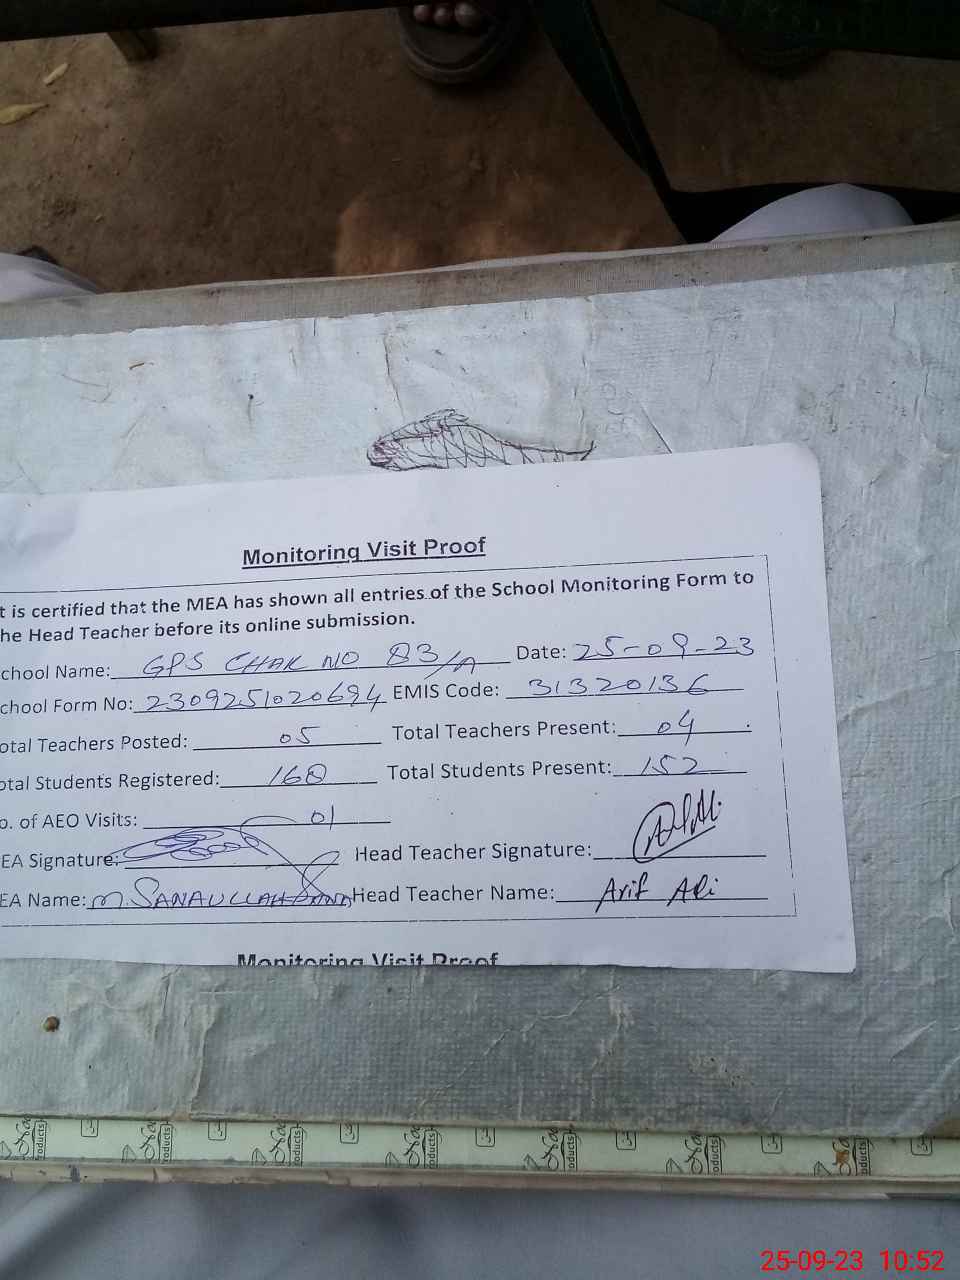 Monitoring Visit Proof
t is certified that the MEA has shown all entries of the School Monitoring Form to
he Head Teacher before its online submission.
chool Name: GPS CHAK NO 83/A Date: 25-09-23
chool Form No: 2309251020694 EMIS Code: 31320136
otal Teachers Posted: 05 Total Teachers Present: 04
otal Students Registered: 160 Total Students Present: 152
o. of AEO Visits: 01
EA Signature: Head Teacher Signature:
EA Name: M. SANAULLAH Head Teacher Name: Arif Ali
Monitoring Visit Proof
25-09-23 10:52